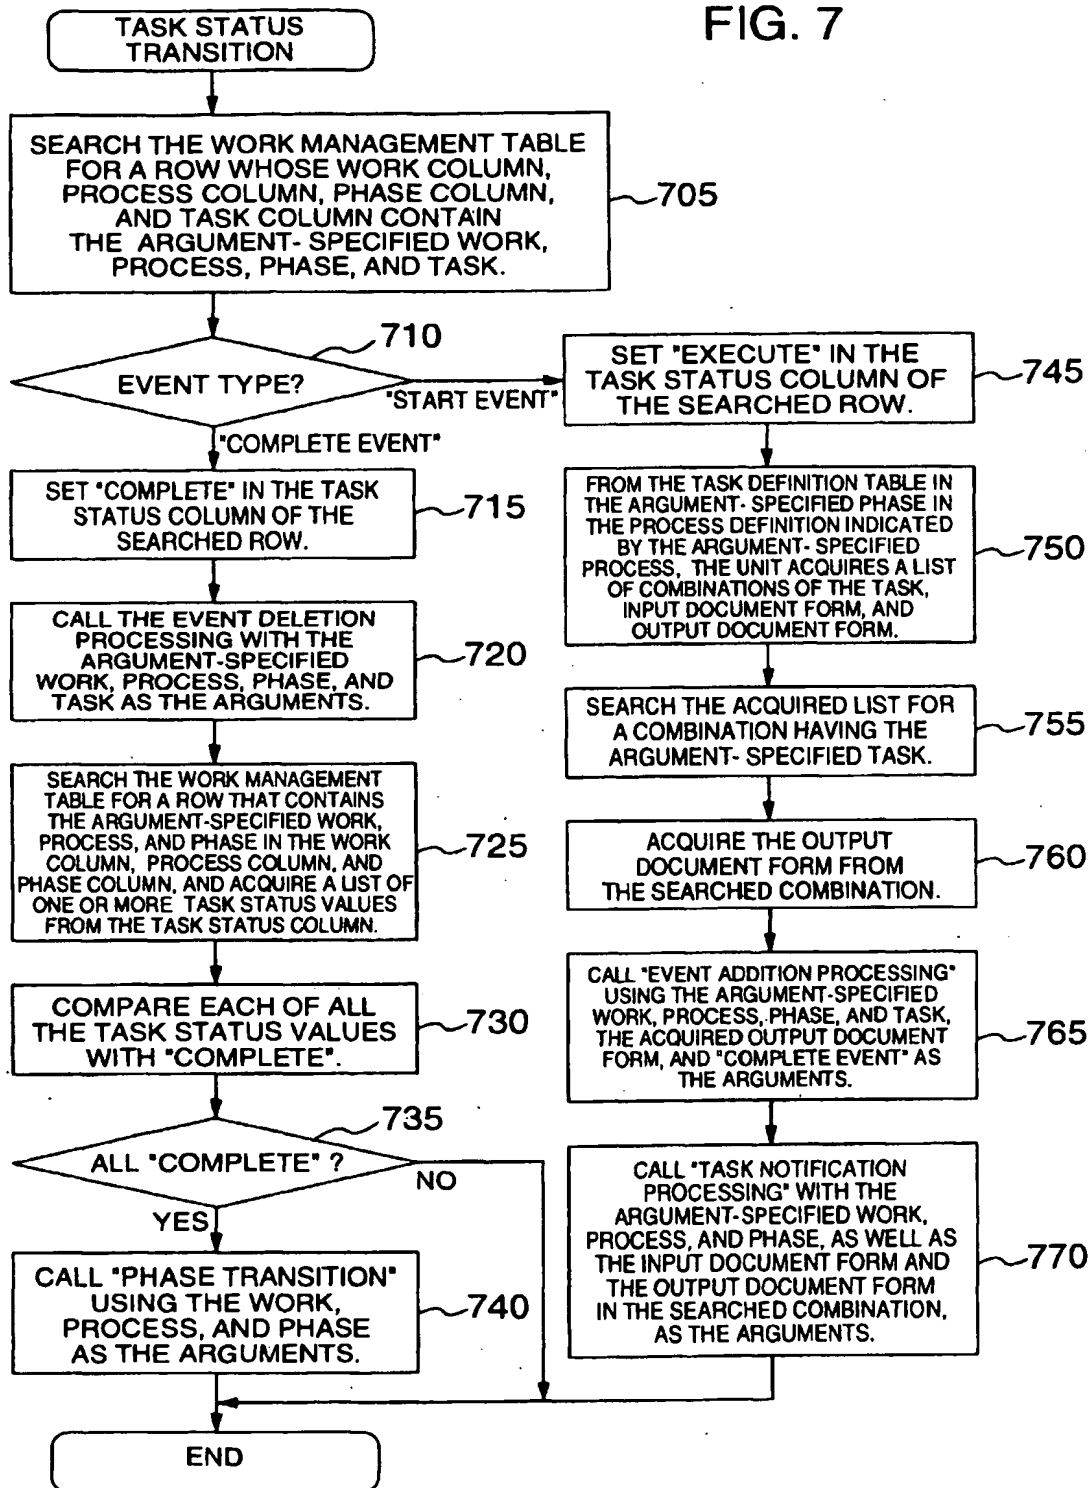 FIG. 7
TASK STATUS
TRANSITION
SEARCH THE WORK MANAGEMENT TABLE
FOR A ROW WHOSE WORK COLUMN,
PROCESS COLUMN, PHASE COLUMN,
AND TASK COLUMN CONTAIN
THE ARGUMENT- SPECIFIED WORK,
PROCESS, PHASE, AND TASK.
705
710
EVENT TYPE?
"START EVENT"
"COMPLETE EVENT"
SET "COMPLETE" IN THE TASK
STATUS COLUMN OF THE
SEARCHED ROW.
715
CALL THE EVENT DELETION
PROCESSING WITH THE
ARGUMENT-SPECIFIED
WORK, PROCESS, PHASE, AND
TASK AS THE ARGUMENTS.
720
SEARCH THE WORK MANAGEMENT
TABLE FOR A ROW THAT CONTAINS
THE ARGUMENT-SPECIFIED WORK,
PROCESS, AND PHASE IN THE WORK
COLUMN, PROCESS COLUMN, AND
PHASE COLUMN, AND ACQUIRE A LIST OF
ONE OR MORE TASK STATUS VALUES
FROM THE TASK STATUS COLUMN.
725
COMPARE EACH OF ALL
THE TASK STATUS VALUES
WITH "COMPLETE".
730
735
ALL "COMPLETE" ?
NO
YES
CALL "PHASE TRANSITION"
USING THE WORK,
PROCESS, AND PHASE
AS THE ARGUMENTS.
740
SET "EXECUTE" IN THE
TASK STATUS COLUMN OF
THE SEARCHED ROW.
745
FROM THE TASK DEFINITION TABLE IN
THE ARGUMENT- SPECIFIED PHASE IN
THE PROCESS DEFINITION INDICATED
BY THE ARGUMENT- SPECIFIED
PROCESS, THE UNIT ACQUIRES A LIST
OF COMBINATIONS OF THE TASK,
INPUT DOCUMENT FORM, AND
OUTPUT DOCUMENT FORM.
750
SEARCH THE ACQUIRED LIST FOR
A COMBINATION HAVING THE
ARGUMENT- SPECIFIED TASK.
755
ACQUIRE THE OUTPUT
DOCUMENT FORM FROM
THE SEARCHED COMBINATION.
760
CALL "EVENT ADDITION PROCESSING"
USING THE ARGUMENT-SPECIFIED
WORK, PROCESS, PHASE, AND TASK,
THE ACQUIRED OUTPUT DOCUMENT
FORM, AND "COMPLETE EVENT" AS
THE ARGUMENTS.
765
CALL "TASK NOTIFICATION
PROCESSING" WITH THE
ARGUMENT-SPECIFIED WORK,
PROCESS, AND PHASE, AS WELL AS
THE INPUT DOCUMENT FORM AND
THE OUTPUT DOCUMENT FORM
IN THE SEARCHED COMBINATION,
AS THE ARGUMENTS.
770
END